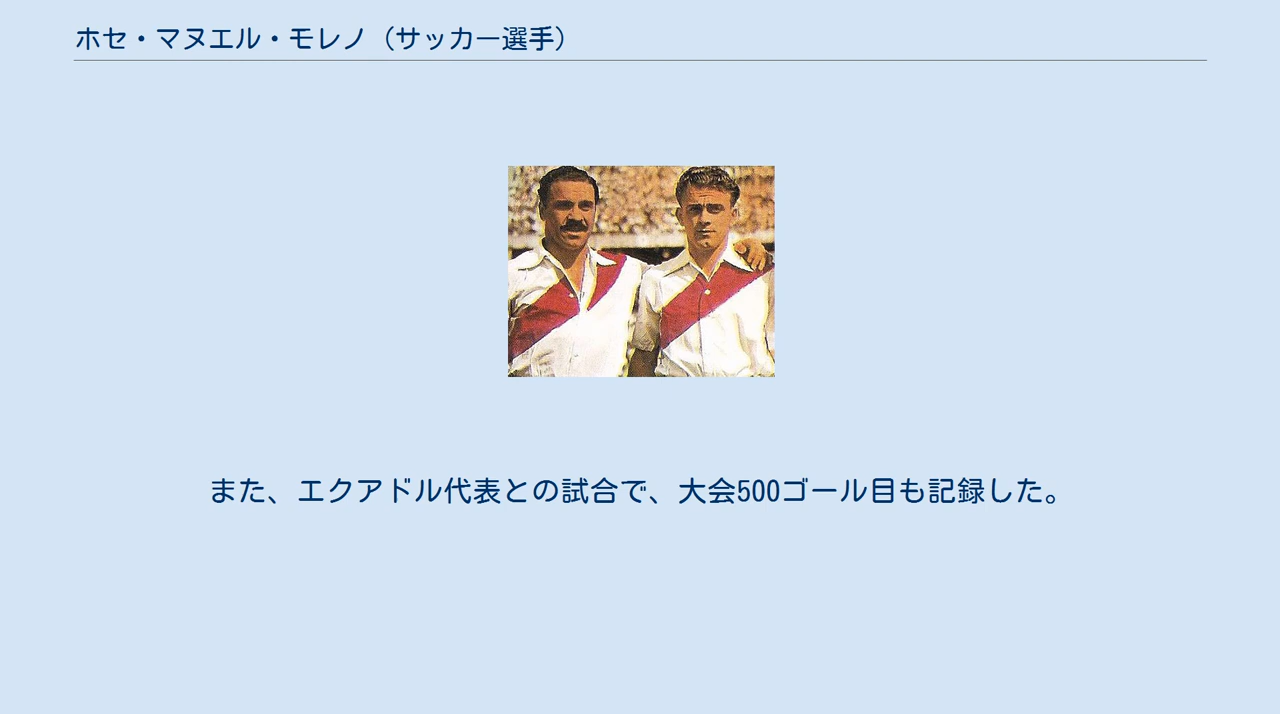 ホセ・マヌエル・モレノ（サッカー選手）
また、エクアドル代表との試合で、大会500ゴール目も記録した。